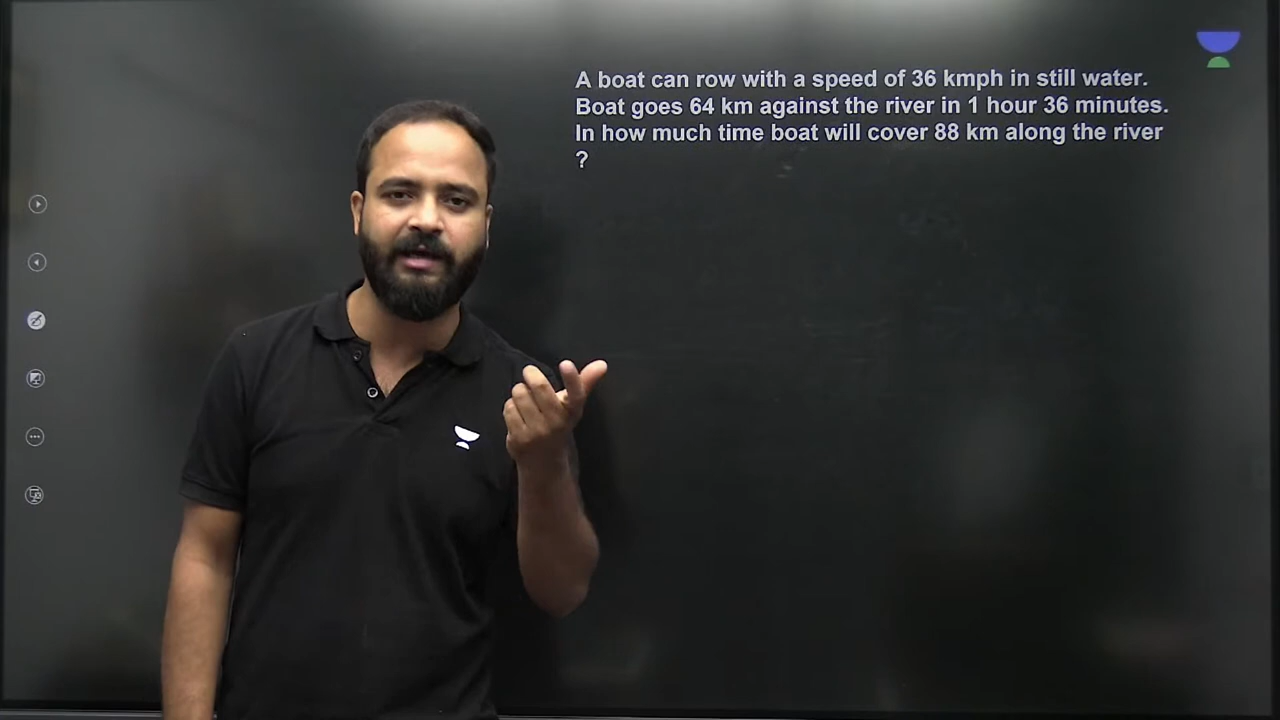 A boat can row with a speed of 36 kmph in still water.
Boat goes 64 km against the river in 1 hour 36 minutes.
In how much time boat will cover 88 km along the river
?